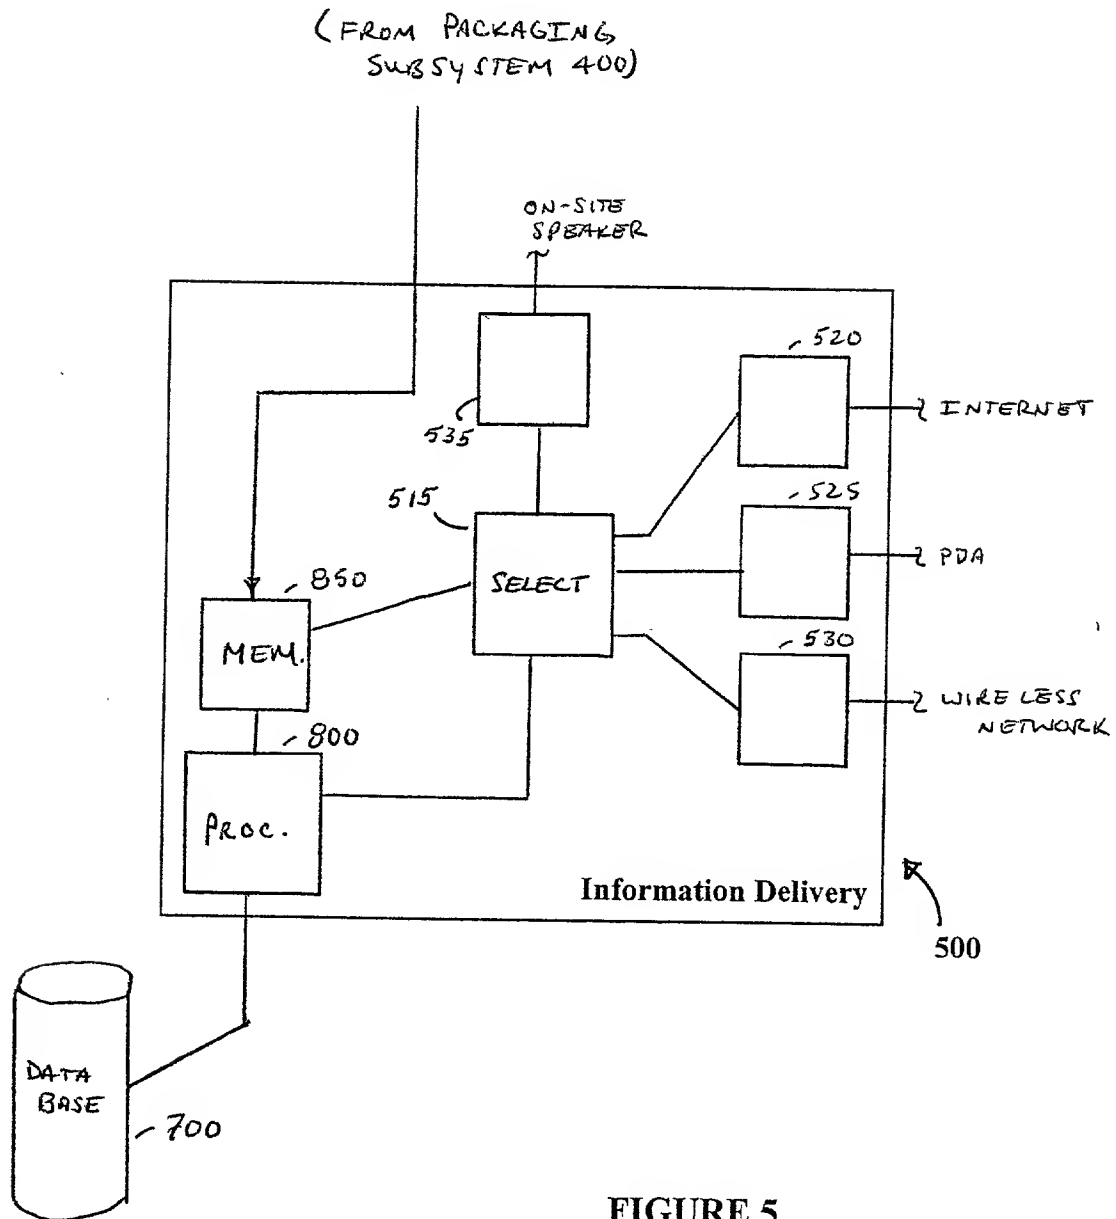 (FROM PACKAGING
SUBSYSTEM 400)
ON-SITE
SPEAKER
520
INTERNET
535
515
525
SELECT
PDA
850
MEM.
530
WIRELESS
NETWORK
800
PROC.
Information Delivery
500
DATA
BASE
700
FIGURE 5